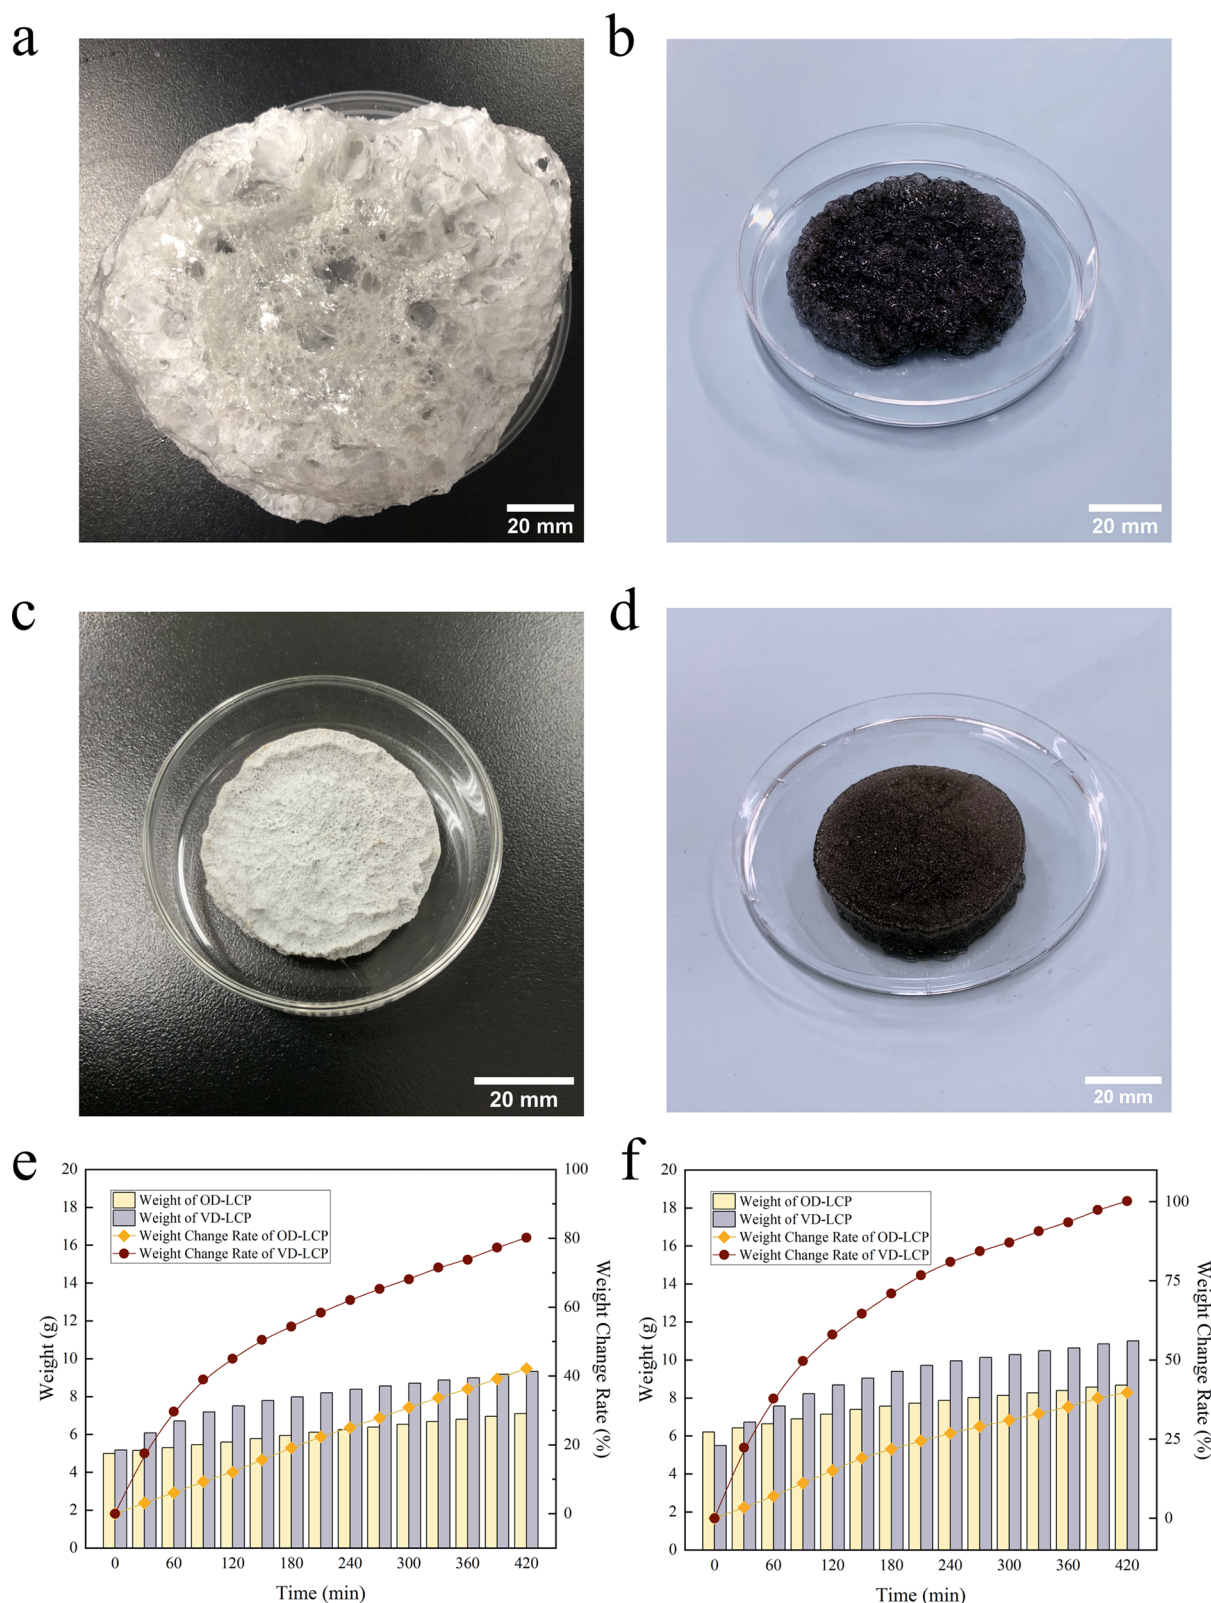 a
b
20 mm
20 mm
c
d
20 mm
20 mm
e
20
18
16
14
12
10
8
6
4
2
0
Weight (g)
Weight of OD-LCP
Weight of VD-LCP
Weight Change Rate of OD-LCP
Weight Change Rate of VD-LCP
100
80
60
40
20
0
Weight Change Rate (%)
0 60 120 180 240 300 360 420
Time (min)
f
20
18
16
14
12
10
8
6
4
2
0
Weight (g)
Weight of OD-LCP
Weight of VD-LCP
Weight Change Rate of OD-LCP
Weight Change Rate of VD-LCP
100
75
50
25
0
Weight Change Rate (%)
0 60 120 180 240 300 360 420
Time (min)